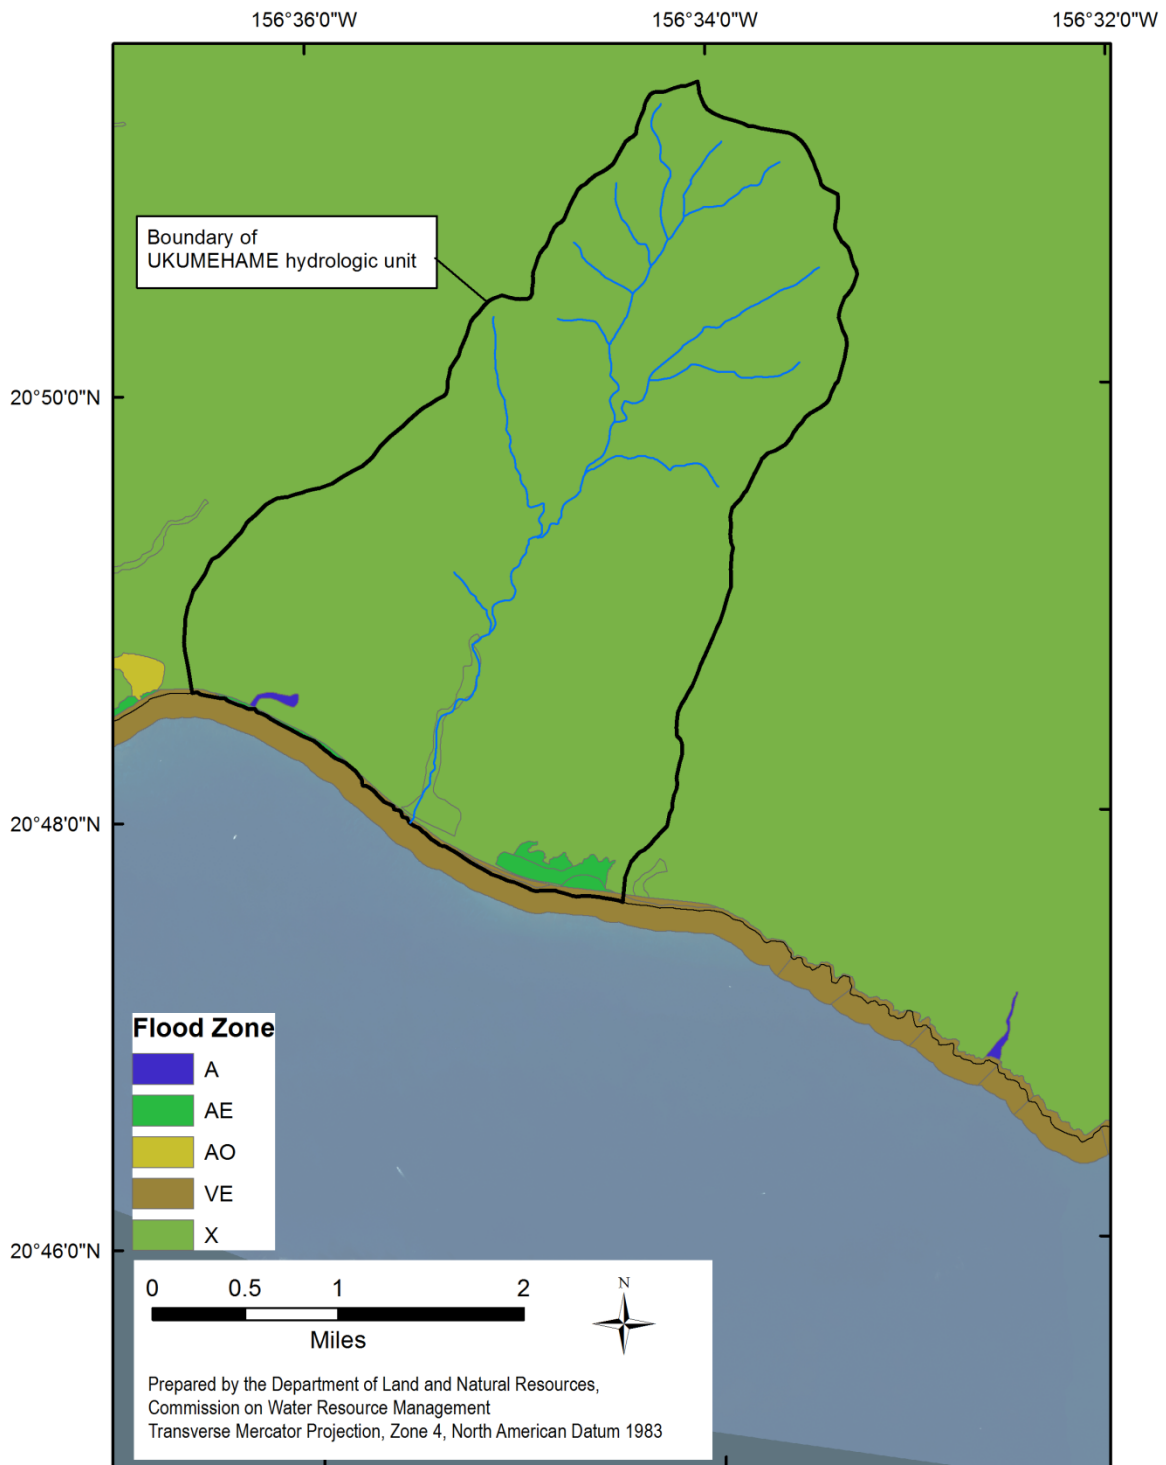 156°36'0"W
156°34'0"W
156°32'0"W
Boundary of
UKUMEHAME hydrologic unit
20°50'0"N
20°48'0"N
Flood Zone
A
AE
AO
VE
X
20°46'0"N
0 0.5 1 2
Miles
N
Prepared by the Department of Land and Natural Resources,
Commission on Water Resource Management
Transverse Mercator Projection, Zone 4, North American Datum 1983